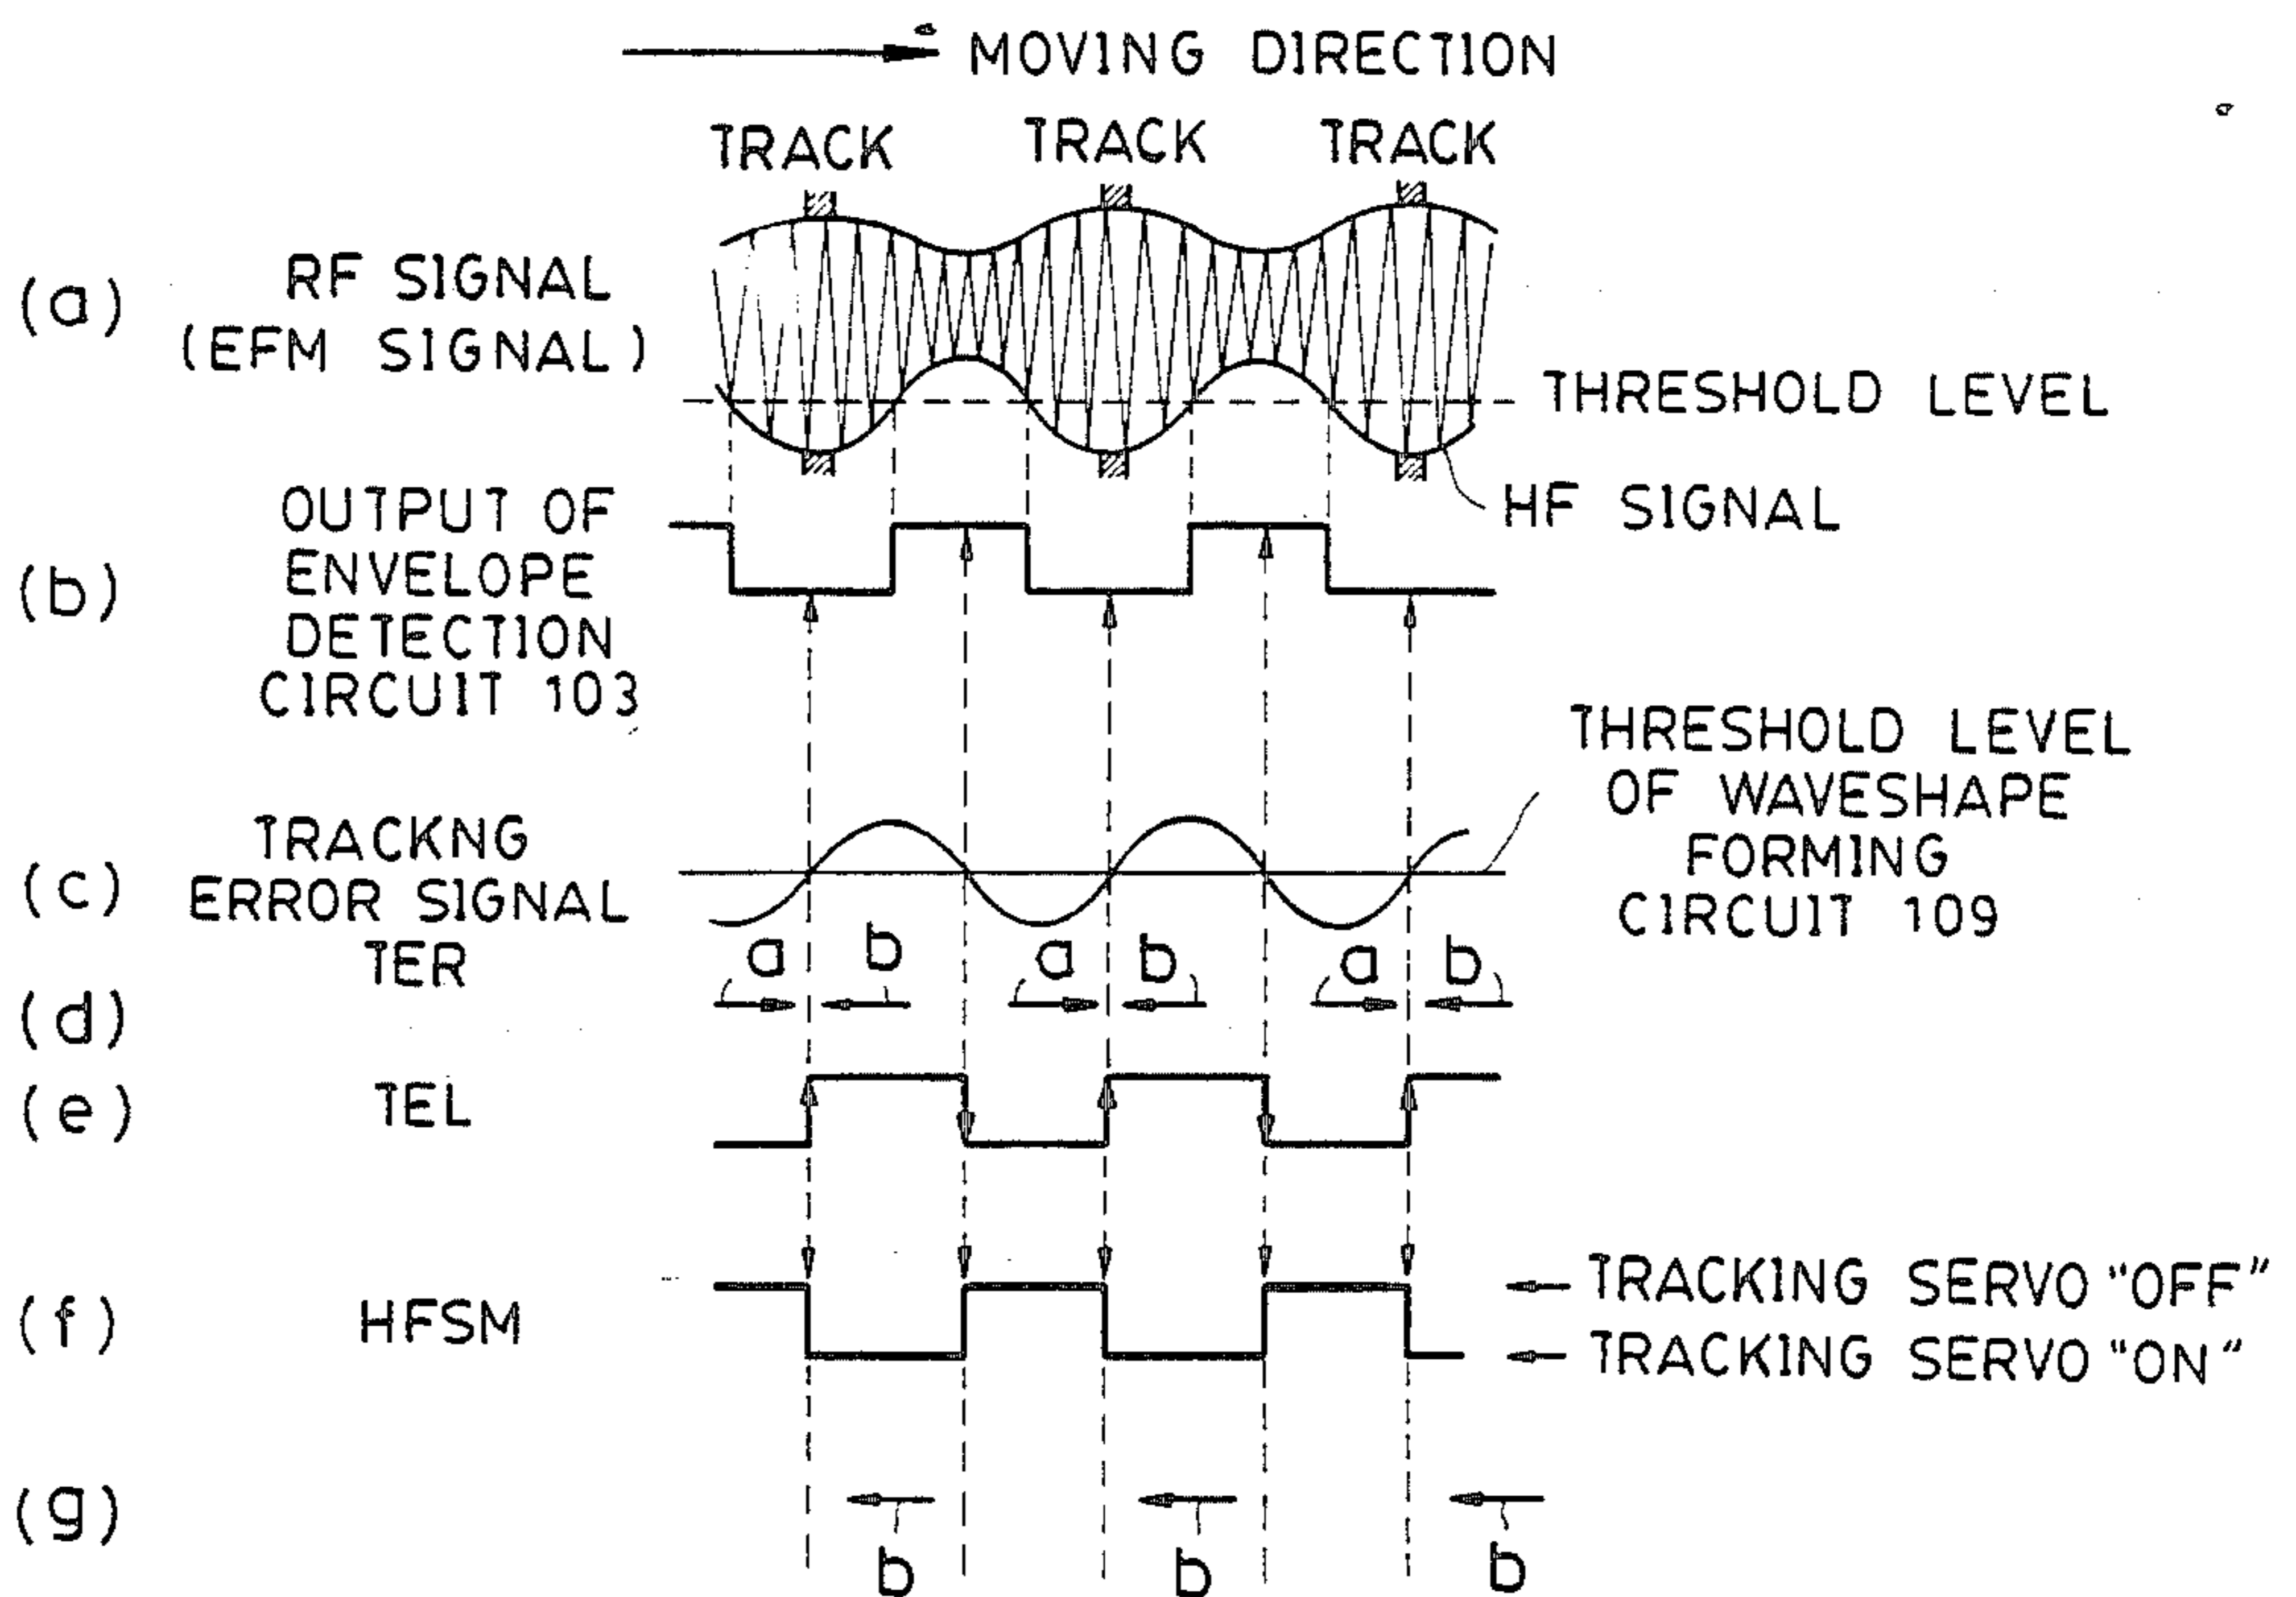 MOVING DIRECTION
TRACK TRACK TRACK
(a) RF SIGNAL
(EFM SIGNAL)
THRESHOLD LEVEL
HF SIGNAL
(b) OUTPUT OF
ENVELOPE
DETECTION
CIRCUIT 103
THRESHOLD LEVEL
OF WAVESHAPE
FORMING
CIRCUIT 109
(c) TRACKNG
ERROR SIGNAL
TER
(d) a b a b a b
(e) TEL
(f) HFSM
TRACKING SERVO "OFF"
TRACKING SERVO "ON"
(g) b b b